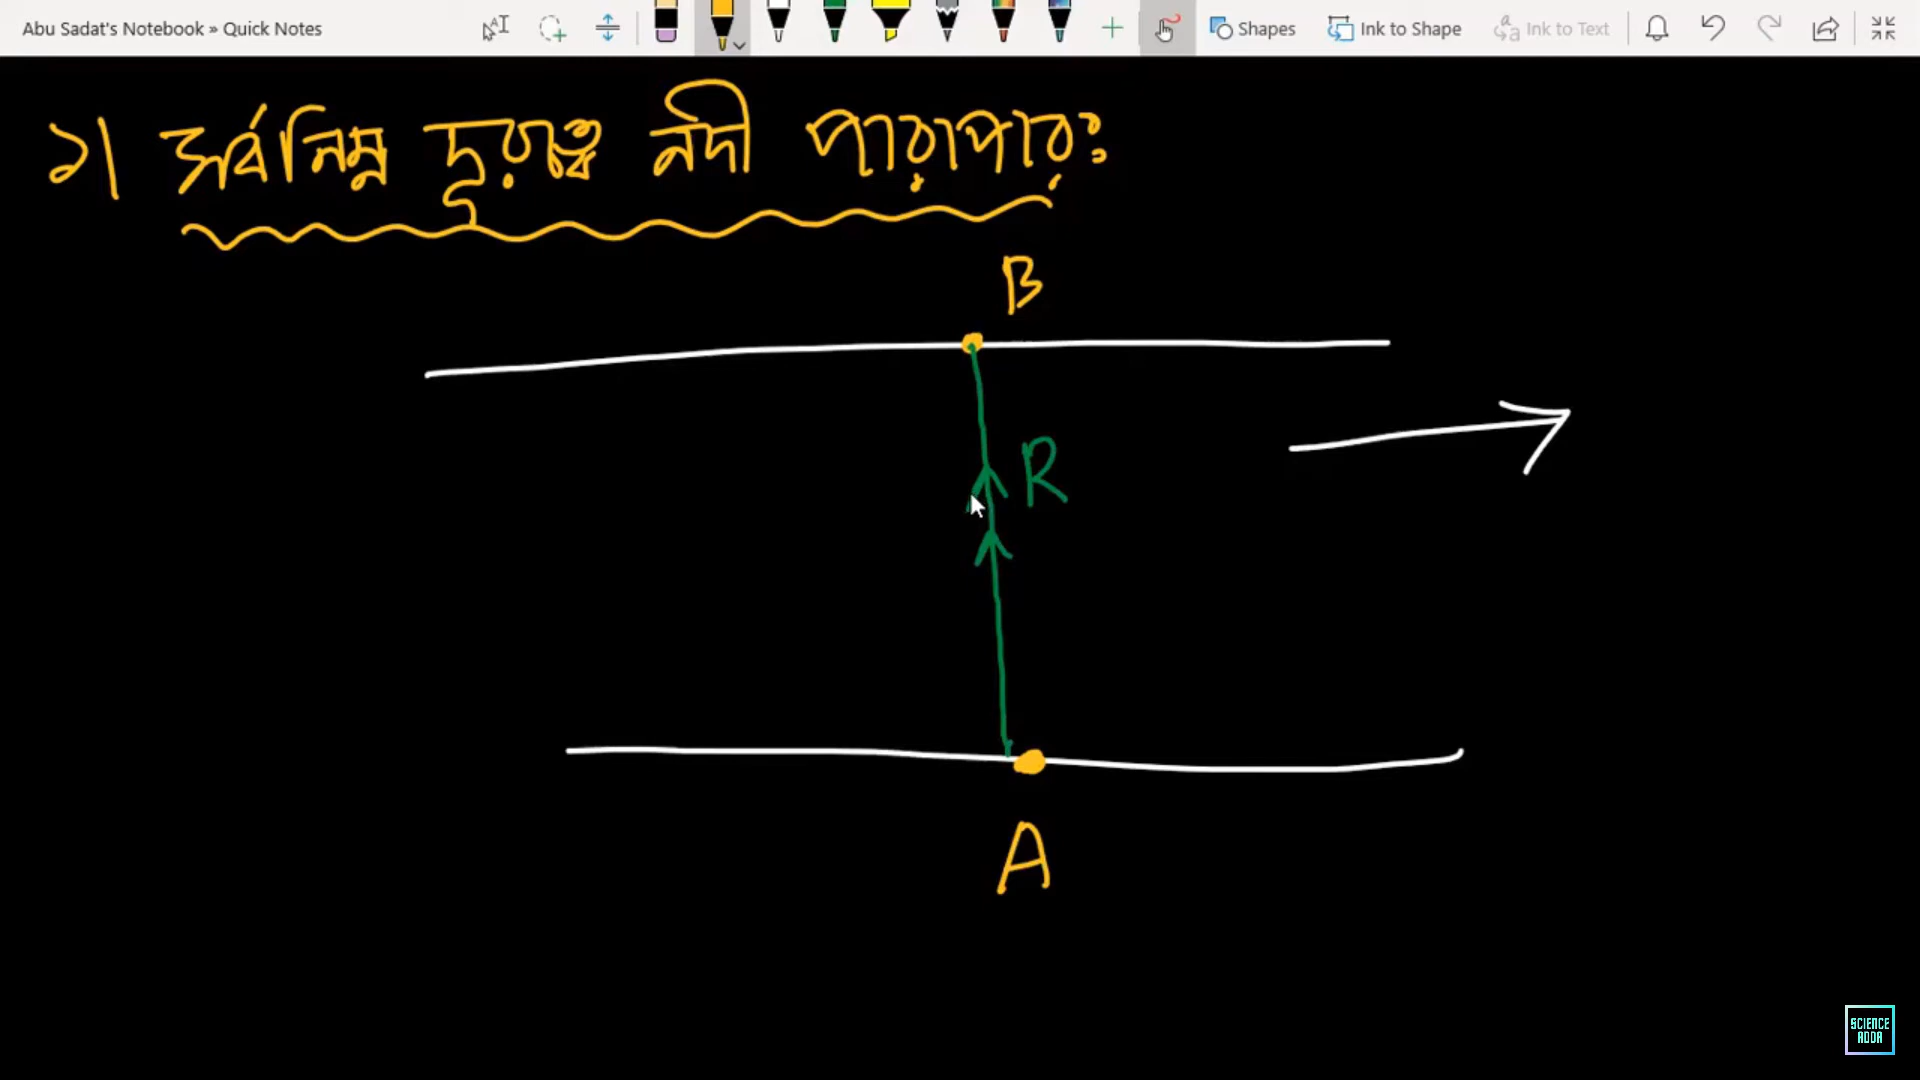 Abu Sadat's Notebook » Quick Notes
Shapes
Ink to Shape
Ink to Text
১। সর্বনিম্ন দূরত্বে নদী পারাপারঃ
B
R
A
SCIENCE
ADDA